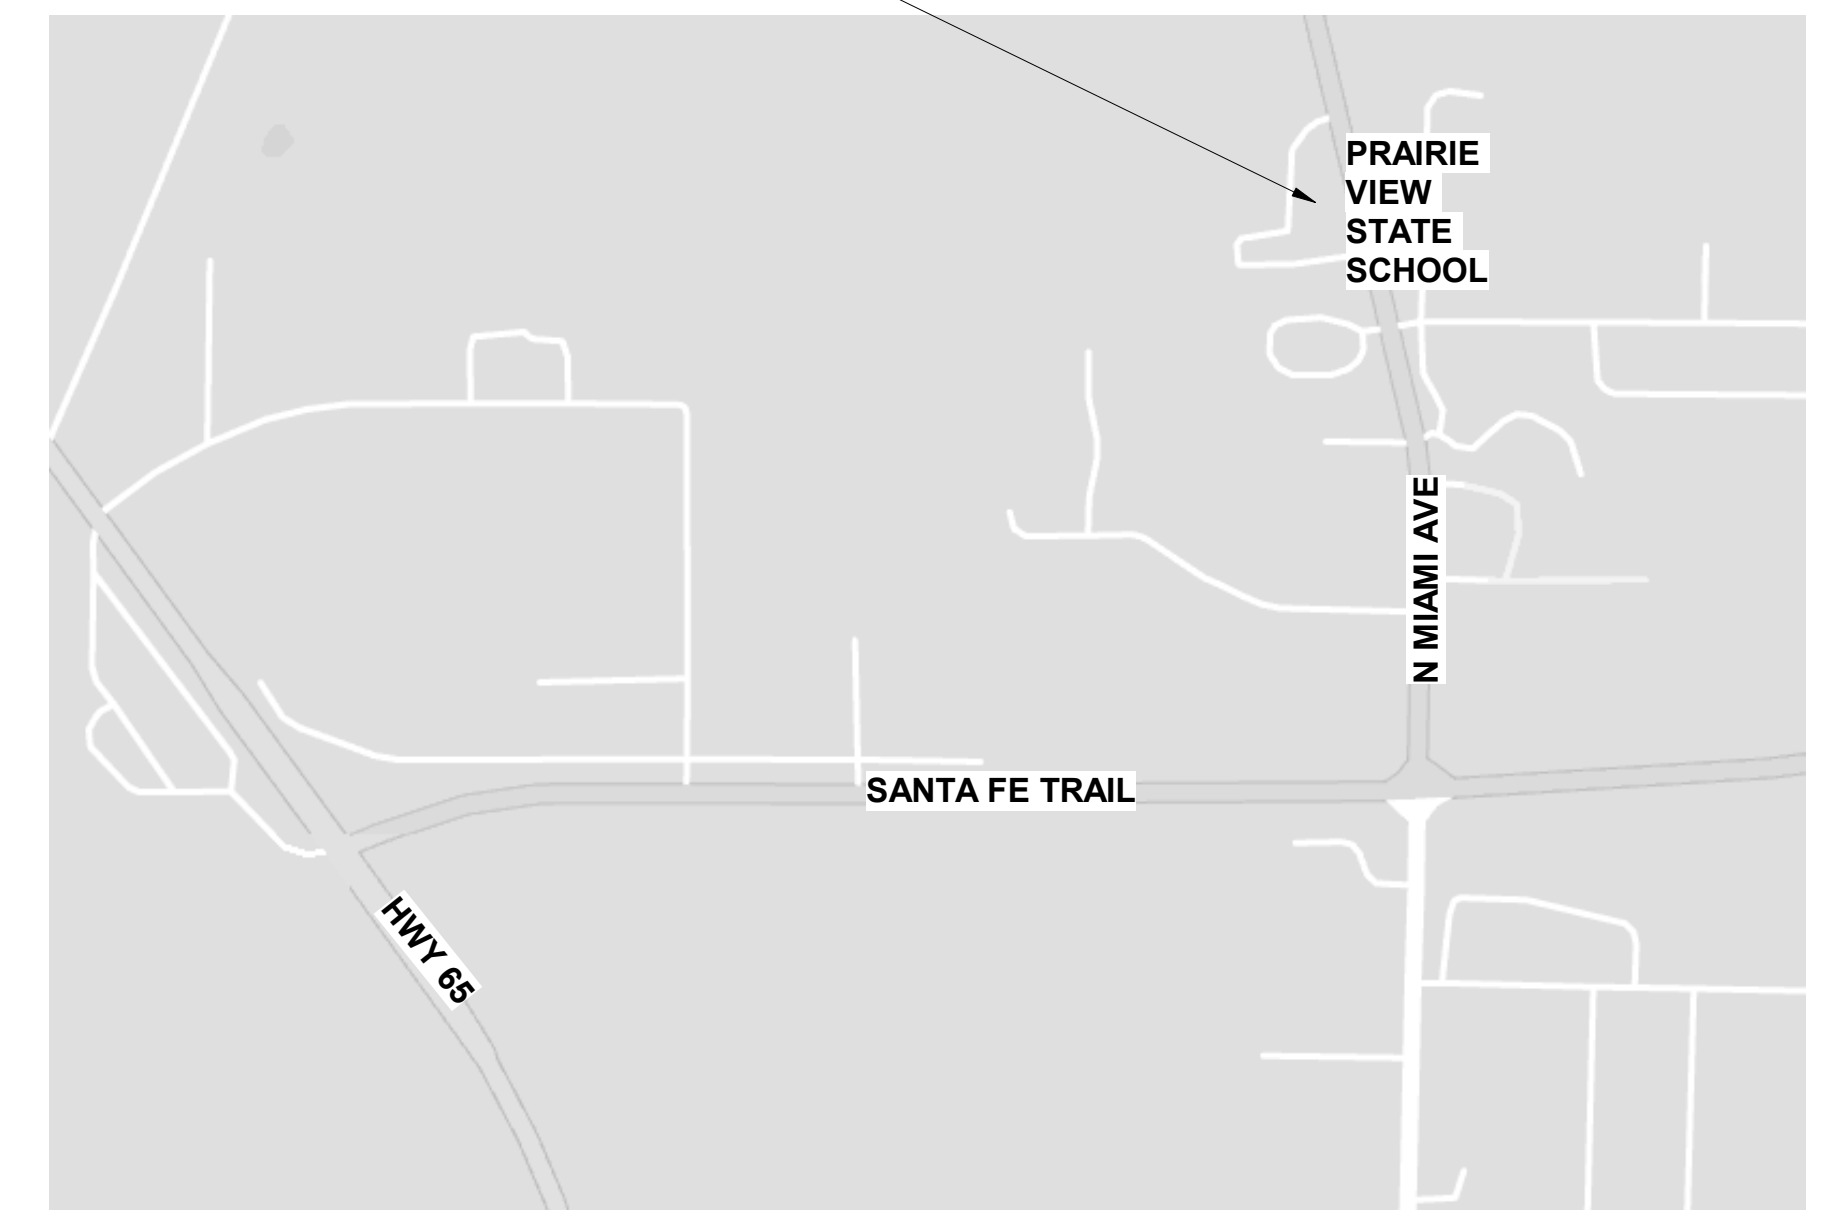 PRAIRIE
VIEW
STATE
SCHOOL
N MIAMI AVE
SANTA FE TRAIL
HWY 65